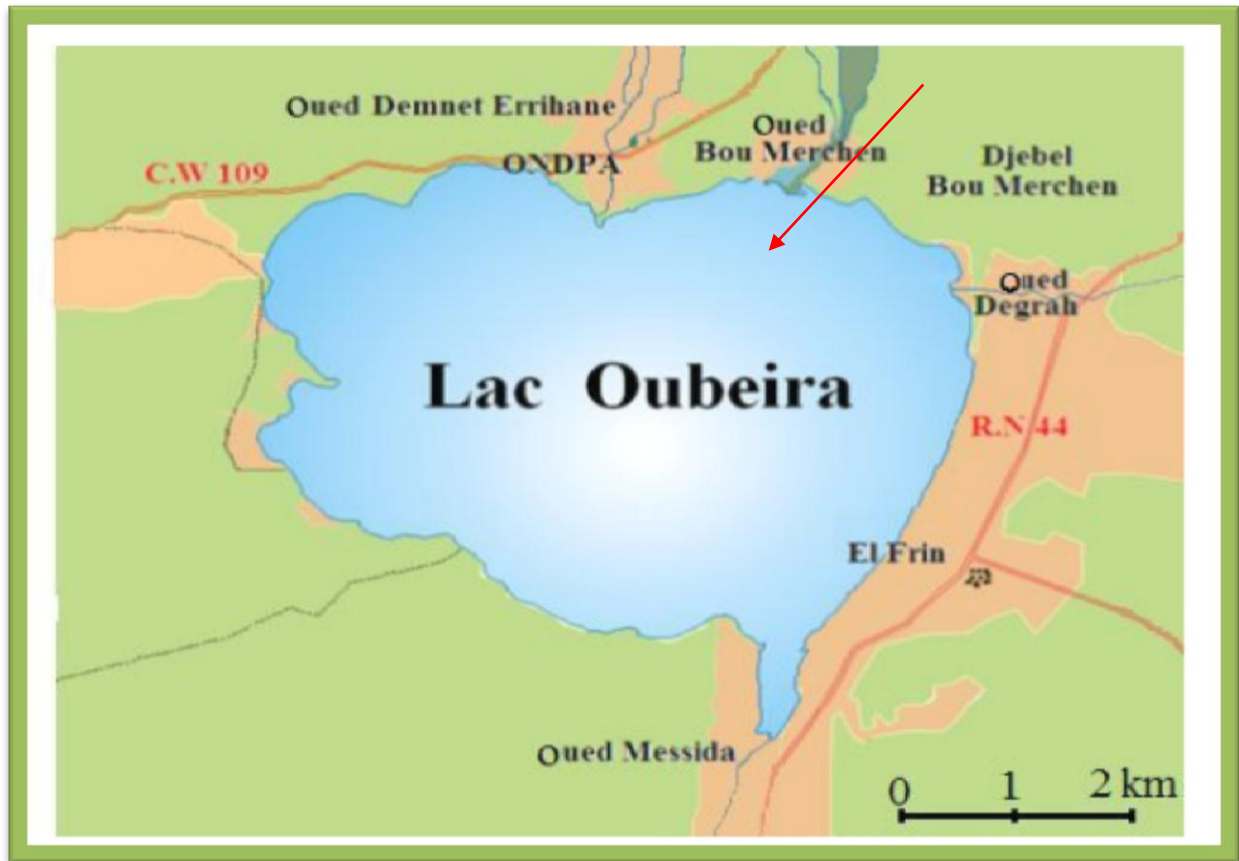 Oued Demnet Errihane
Oued
Bou Merchen
ONDPA
C.W 109
Djebel
Bou Merchen
Oued
Degrah
Lac Oubeira
R.N 44
El Frin
Oued Messida
0 1 2 km